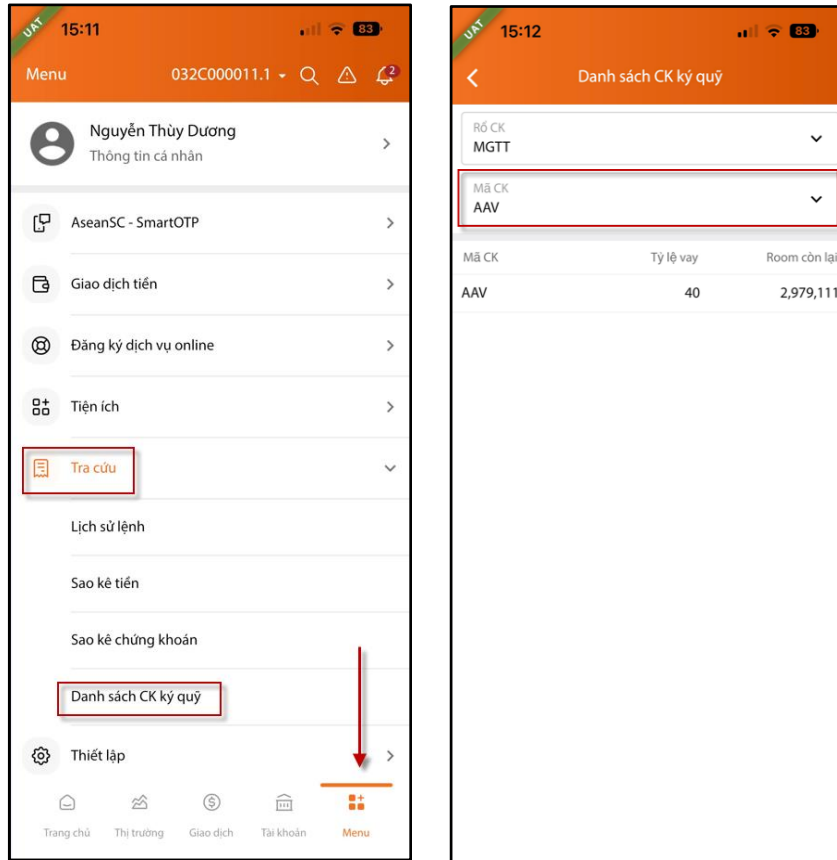 UAT
15:11
83
Menu
032C000011.1
2
Nguyễn Thùy Dương
Thông tin cá nhân
AseanSC - SmartOTP
Giao dịch tiền
Đăng ký dịch vụ online
Tiện ích
Tra cứu
Lịch sử lệnh
Sao kê tiền
Sao kê chứng khoán
Danh sách CK ký quỹ
Thiết lập
Trang chủ
Thị trường
Giao dịch
Tài khoản
Menu
UAT
15:12
83
Danh sách CK ký quỹ
Rổ CK
MGTT
Mã CK
AAV
Mã CK Tỷ lệ vay Room còn lại
AAV 40 2,979,111